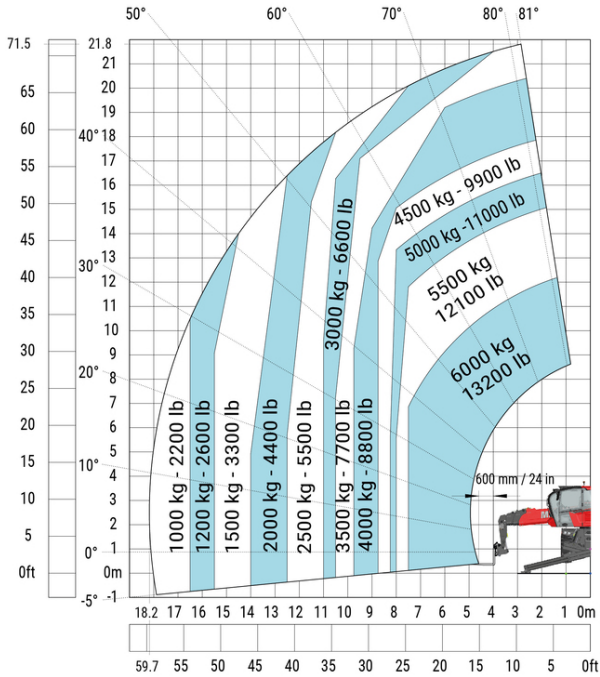 50° 60° 70° 80° 81°
71.5 21.8
21
65 20
19
60 40° 18
17
55 16
50 15
14
45 30° 13
40 12
11
35 10
30 9
20° 8
25 7
6
20 5
15 10° 4
3
10 2
5 0° 1
0ft 0m
-5° -1
1000 kg - 2200 lb
1200 kg - 2600 lb
1500 kg - 3300 lb
2000 kg - 4400 lb
2500 kg - 5500 lb
3000 kg - 6600 lb
3500 kg - 7700 lb
4000 kg - 8800 lb
4500 kg - 9900 lb
5000 kg -11000 lb
5500 kg
12100 lb
6000 kg
13200 lb
600 mm / 24 in
18.2 17 16 15 14 13 12 11 10 9 8 7 6 5 4 3 2 1 0m
59.7 55 50 45 40 35 30 25 20 15 10 5 0ft